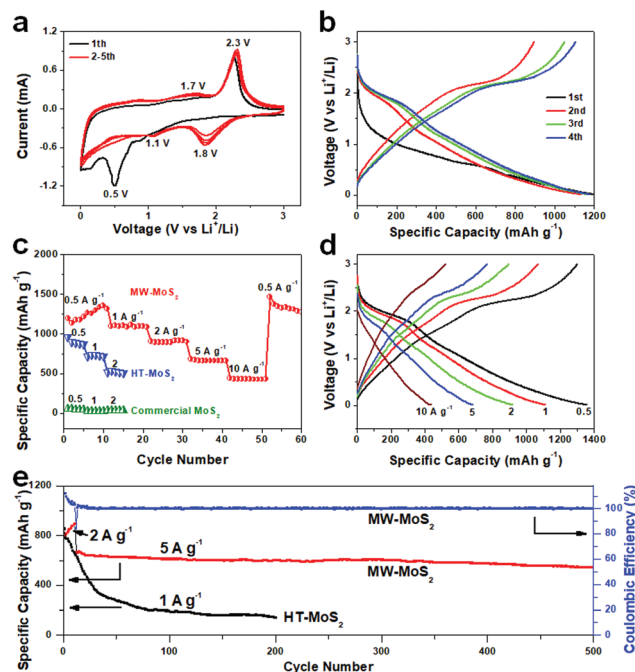 a
1th
2-5th
2.3 V
1.7 V
1.1 V
1.8 V
0.5 V
Current (mA)
1.2
0.6
0.0
-0.6
-1.2
0 1 2 3
Voltage (V vs Li⁺/Li)
b
1st
2nd
3rd
4th
Voltage (V vs Li⁺/Li)
3
2
1
0
0 200 400 600 800 1000 1200
Specific Capacity (mAh g⁻¹)
c
MW-MoS₂
0.5 A g⁻¹
1 A g⁻¹
2 A g⁻¹
5 A g⁻¹
10 A g⁻¹
0.5 A g⁻¹
0.5
1
2
HT-MoS₂
0.5 1 2
Commercial MoS₂
Specific Capacity (mAh g⁻¹)
2000
1500
1000
500
0
0 10 20 30 40 50 60
Cycle Number
d
10 A g⁻¹ 5 2 1 0.5
Voltage (V vs Li⁺/Li)
3
2
1
0
0 200 400 600 800 1000 1200 1400
Specific Capacity (mAh g⁻¹)
e
2 A g⁻¹
5 A g⁻¹
1 A g⁻¹
MW-MoS₂
MW-MoS₂
HT-MoS₂
Specific Capacity (mAh g⁻¹)
1200
900
600
300
0
0 100 200 300 400 500
Cycle Number
Coulombic Efficiency (%)
100
80
60
40
20
0